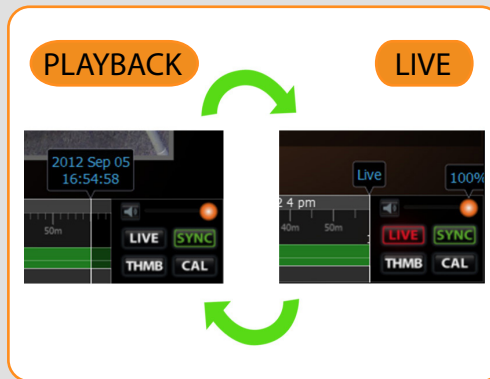 PLAYBACK
LIVE
2012 Sep 05
16:54:58
50m
LIVE SYNC
THMB CAL
Live
100%
2 4 pm
40m 50m
LIVE SYNC
THMB CAL